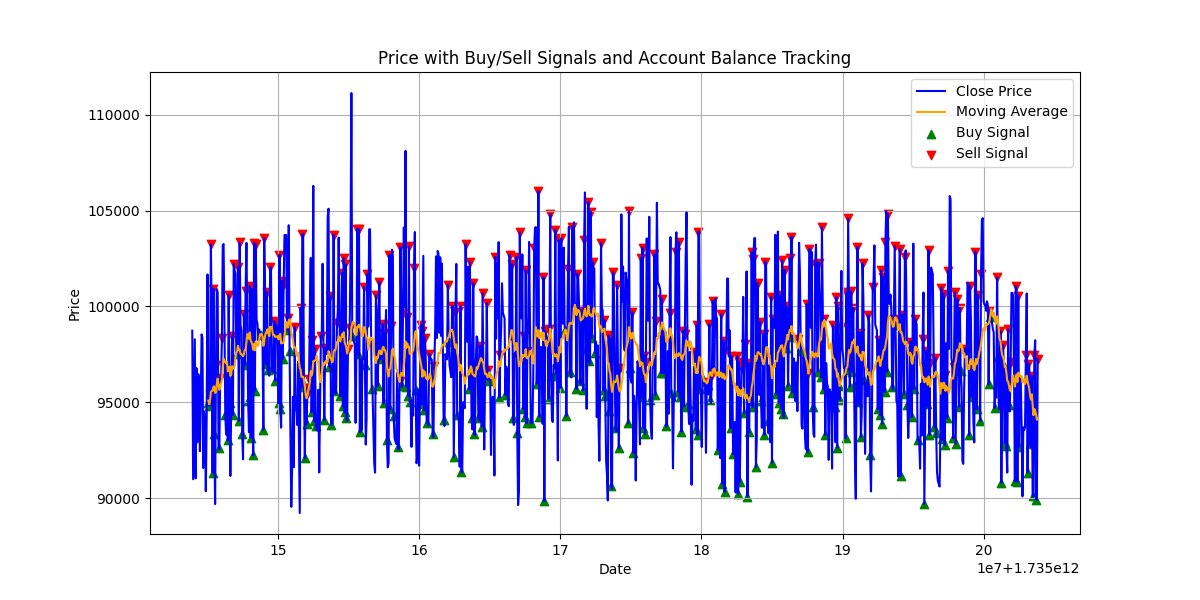 Price with Buy/Sell Signals and Account Balance Tracking
Close Price
Moving Average
Buy Signal
Sell Signal
110000
105000
100000
95000
90000
Price
15 16 17 18 19 20
1e7+1.735e12
Date